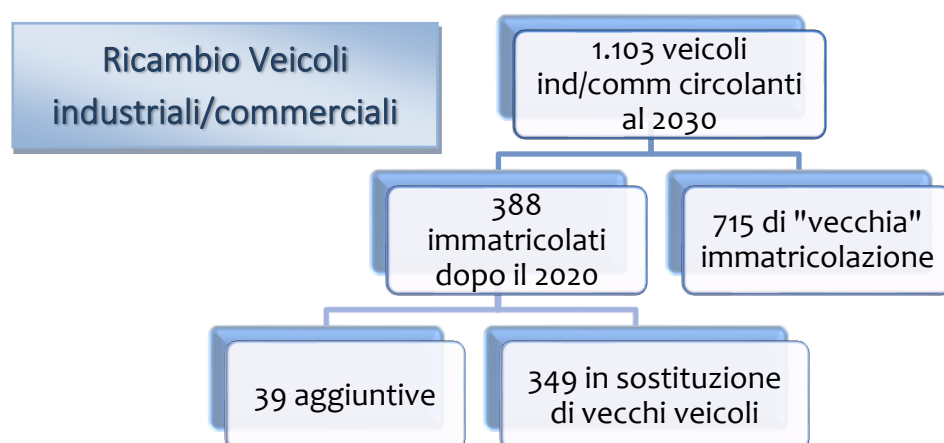 Ricambio Veicoli
industriali/commerciali
1.103 veicoli
ind/comm circolanti
al 2030
388
immatricolati
dopo il 2020
715 di "vecchia"
immatricolazione
39 aggiuntive
349 in sostituzione
di vecchi veicoli